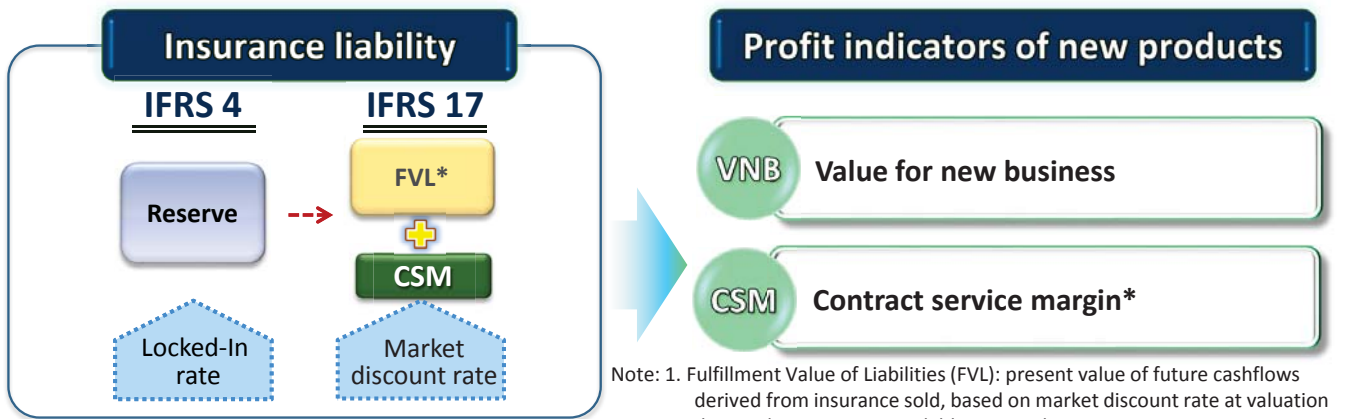 Insurance liability
IFRS 4
IFRS 17
Reserve
FVL*
CSM
Locked-In
rate
Market
discount rate
Profit indicators of new products
VNB
Value for new business
CSM
Contract service margin*
Note: 1. Fulfillment Value of Liabilities (FVL): present value of future cashflows
derived from insurance sold, based on market discount rate at valuation